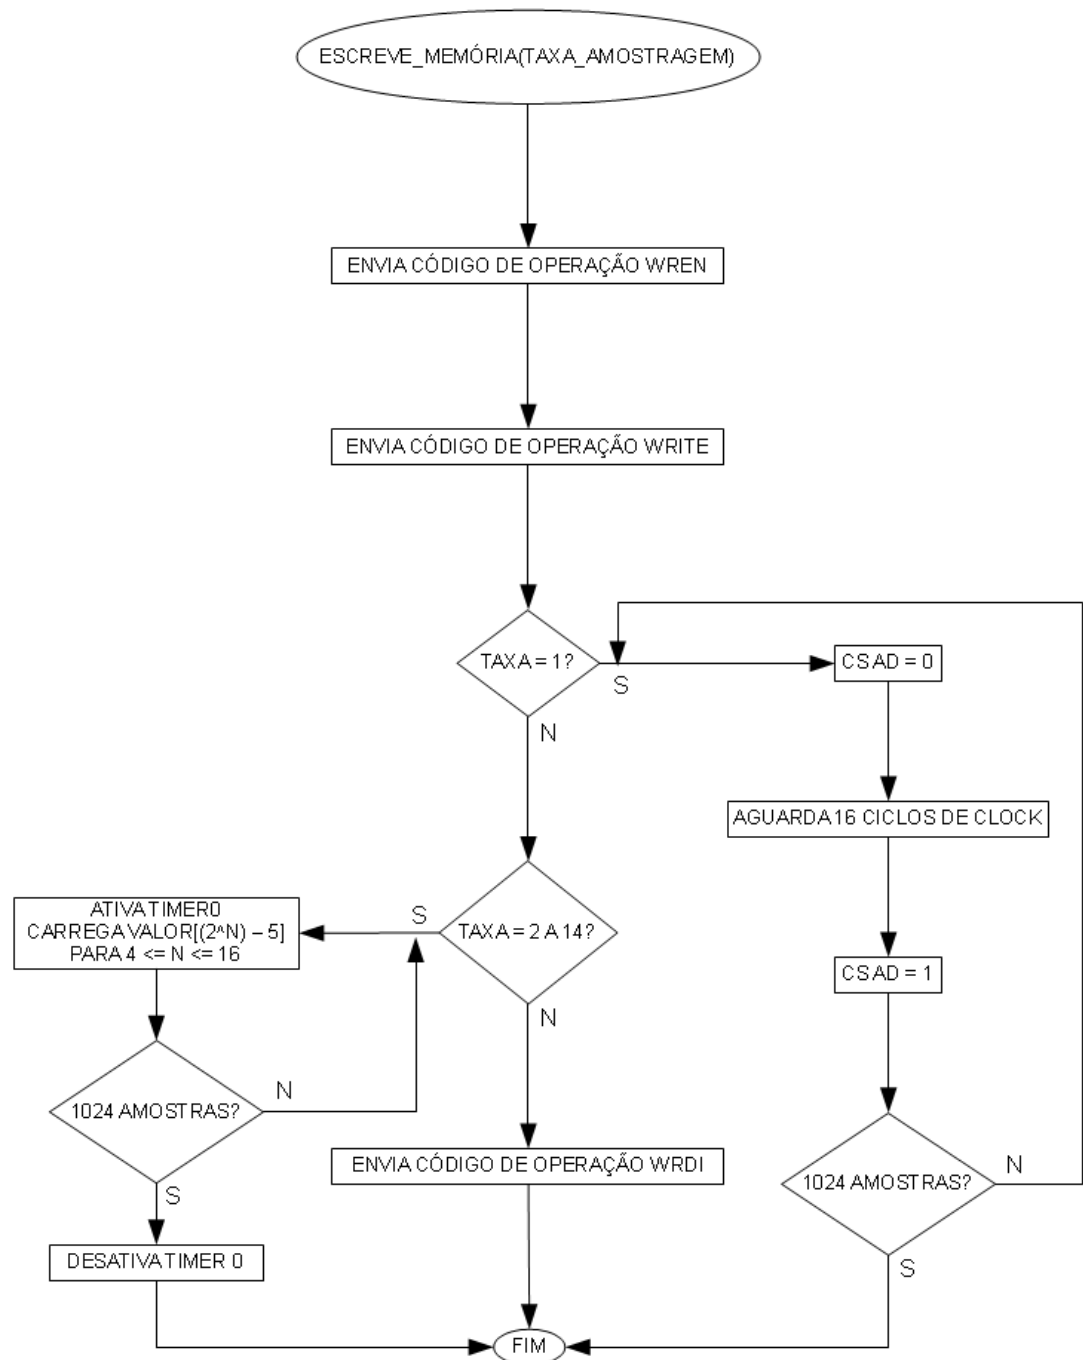 ESCREVE_MEMÓRIA(TAXA_AMOSTRAGEM)
ENVIA CÓDIGO DE OPERAÇÃO WREN
ENVIA CÓDIGO DE OPERAÇÃO WRITE
TAXA = 1?
S
CSAD = 0
N
AGUARDA 16 CICLOS DE CLOCK
ATIVA TIMER0
CARREGA VALOR[(2^N) – 5]
PARA 4 <= N <= 16
S
TAXA = 2 A 14?
CSAD = 1
N
1024 AMOSTRAS?
N
ENVIA CÓDIGO DE OPERAÇÃO WRDI
1024 AMOSTRAS?
N
S
DESATIVA TIMER 0
S
FIM